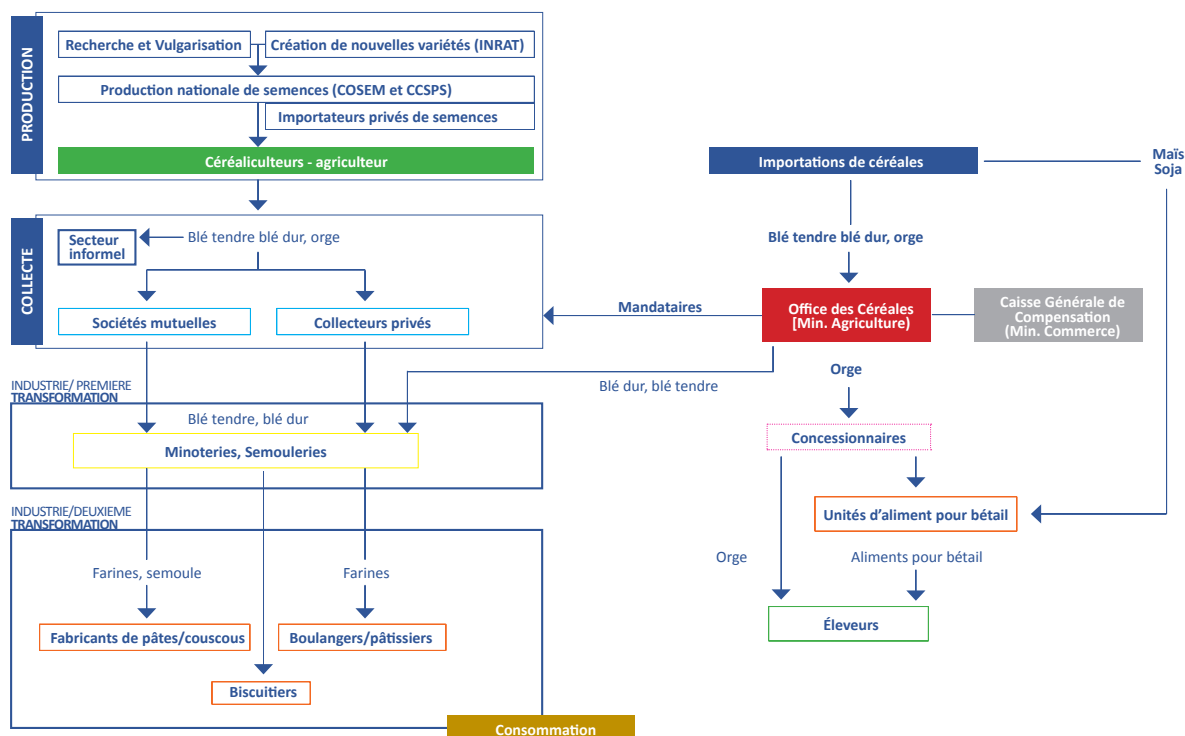 PRODUCTION
Recherche et Vulgarisation
Création de nouvelles variétés (INRAT)
Production nationale de semences (COSEM et CCSPS)
Importateurs privés de semences
Céréaliculteurs - agriculteur
Importations de céréales
Maïs
Soja
COLLECTE
Secteur
informel
Blé tendre blé dur, orge
Blé tendre blé dur, orge
Sociétés mutuelles
Collecteurs privés
Mandataires
Office des Céréales
[Min. Agriculture)
Caisse Générale de
Compensation
(Min. Commerce)
INDUSTRIE/ PREMIERE
TRANSFORMATION
Blé dur, blé tendre
Orge
Blé tendre, blé dur
Minoteries, Semouleries
Concessionnaires
INDUSTRIE/DEUXIEME
TRANSFORMATION
Unités d'aliment pour bétail
Farines, semoule
Farines
Orge
Aliments pour bétail
Fabricants de pâtes/couscous
Boulangers/pâtissiers
Éleveurs
Biscuitiers
Consommation